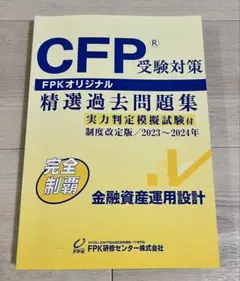 CFP® 受験対策
FPKオリジナル
精選過去問題集
実力判定模擬試験付
制度改定版/2023～2024年
完全
制覇
金融資産運用設計
FPK
FPK研修センター株式会社